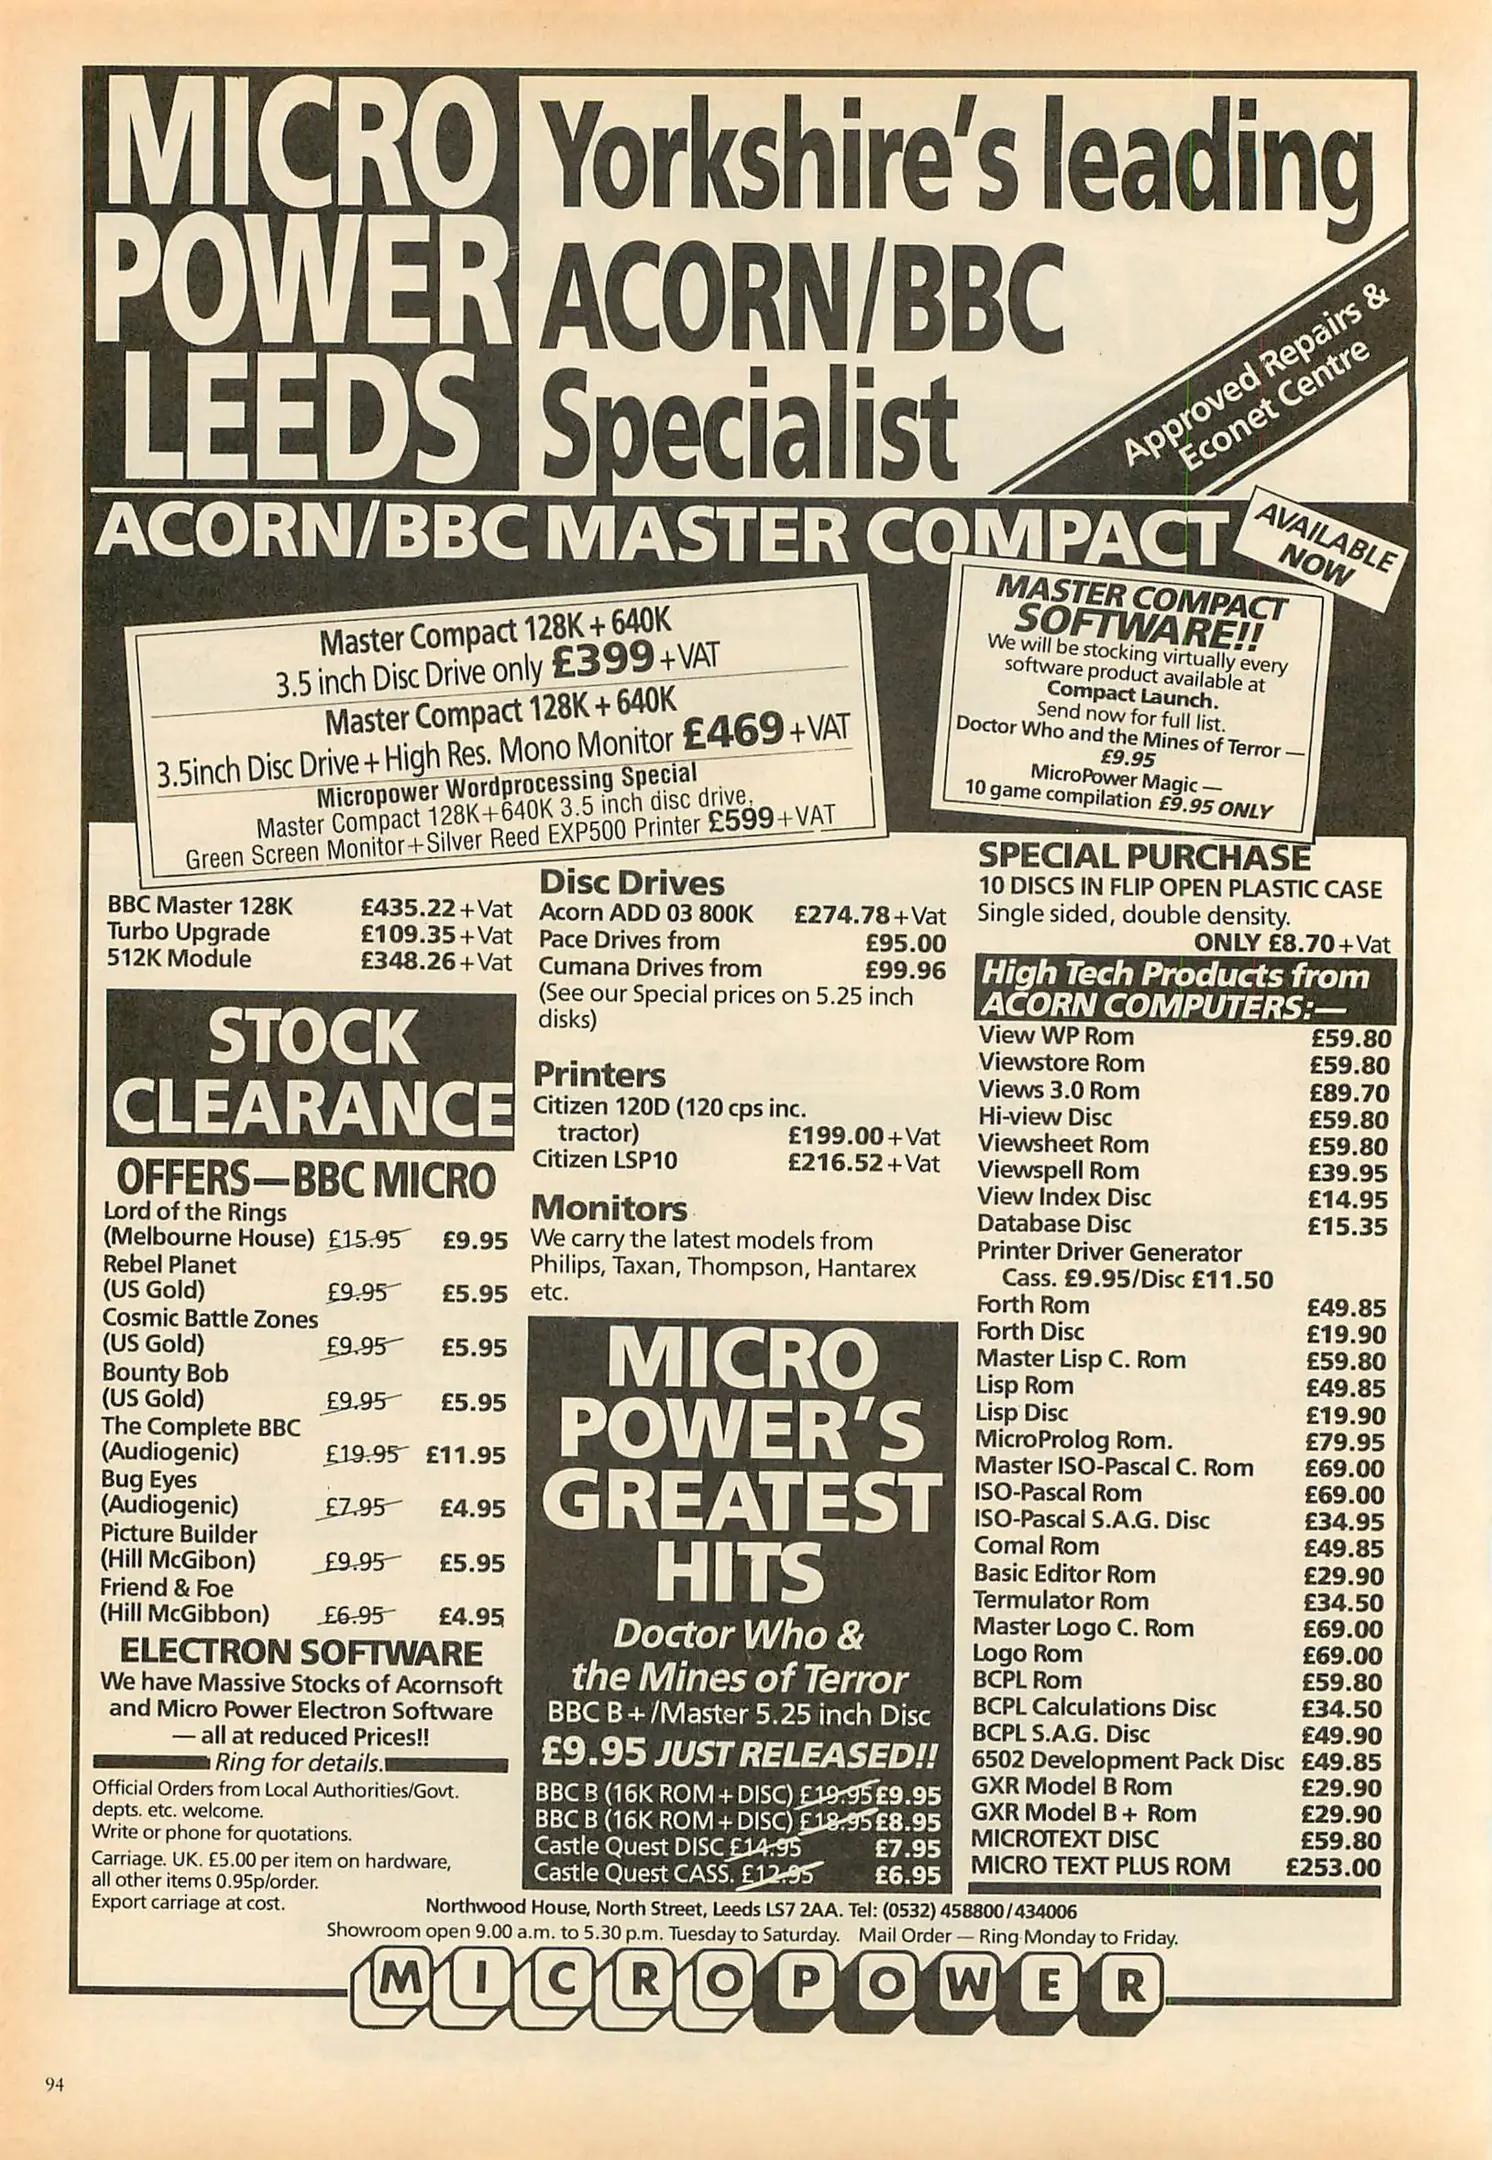 MICRO
POWER
LEEDS
Yorkshire's leading
ACORN/BBC
Specialist
Approved Repairs &
Econet Centre
ACORN/BBC MASTER COMPACT
AVAILABLE
NOW
Master Compact 128K + 640K
3.5 inch Disc Drive only £399+VAT
Master Compact 128K + 640K
3.5inch Disc Drive + High Res. Mono Monitor £469+VAT
Micropower Wordprocessing Special
Master Compact 128K+640K 3.5 inch disc drive,
Green Screen Monitor+Silver Reed EXP500 Printer £599+VAT
MASTER COMPACT
SOFTWARE!!
We will be stocking virtually every
software product available at
Compact Launch.
Send now for full list.
Doctor Who and the Mines of Terror —
£9.95
MicroPower Magic —
10 game compilation £9.95 ONLY
BBC Master 128K £435.22+Vat
Turbo Upgrade £109.35+Vat
512K Module £348.26+Vat
STOCK
CLEARANCE
OFFERS—BBC MICRO
Lord of the Rings
(Melbourne House) £15.95 £9.95
Rebel Planet
(US Gold) £9.95 £5.95
Cosmic Battle Zones
(US Gold) £9.95 £5.95
Bounty Bob
(US Gold) £9.95 £5.95
The Complete BBC
(Audiogenic) £19.95 £11.95
Bug Eyes
(Audiogenic) £7.95 £4.95
Picture Builder
(Hill McGibon) £9.95 £5.95
Friend & Foe
(Hill McGibbon) £6.95 £4.95
ELECTRON SOFTWARE
We have Massive Stocks of Acornsoft
and Micro Power Electron Software
— all at reduced Prices!!
Ring for details.
Official Orders from Local Authorities/Govt.
depts. etc. welcome.
Write or phone for quotations.
Carriage. UK. £5.00 per item on hardware,
all other items 0.95p/order.
Export carriage at cost.
Disc Drives
Acorn ADD 03 800K £274.78+Vat
Pace Drives from £95.00
Cumana Drives from £99.96
(See our Special prices on 5.25 inch
disks)
Printers
Citizen 120D (120 cps inc.
tractor) £199.00+Vat
Citizen LSP10 £216.52+Vat
Monitors
We carry the latest models from
Philips, Taxan, Thompson, Hantarex
etc.
MICRO
POWER'S
GREATEST
HITS
Doctor Who &
the Mines of Terror
BBC B+/Master 5.25 inch Disc
£9.95 JUST RELEASED!!
BBC B (16K ROM + DISC) £19.95 £9.95
BBC B (16K ROM + DISC) £18.95 £8.95
Castle Quest DISC £14.95 £7.95
Castle Quest CASS. £12.95 £6.95
SPECIAL PURCHASE
10 DISCS IN FLIP OPEN PLASTIC CASE
Single sided, double density.
ONLY £8.70+Vat
High Tech Products from
ACORN COMPUTERS:—
View WP Rom £59.80
Viewstore Rom £59.80
Views 3.0 Rom £89.70
Hi-view Disc £59.80
Viewsheet Rom £59.80
Viewspell Rom £39.95
View Index Disc £14.95
Database Disc £15.35
Printer Driver Generator
Cass. £9.95/Disc £11.50
Forth Rom £49.85
Forth Disc £19.90
Master Lisp C. Rom £59.80
Lisp Rom £49.85
Lisp Disc £19.90
MicroProlog Rom. £79.95
Master ISO-Pascal C. Rom £69.00
ISO-Pascal Rom £69.00
ISO-Pascal S.A.G. Disc £34.95
Comal Rom £49.85
Basic Editor Rom £29.90
Termulator Rom £34.50
Master Logo C. Rom £69.00
Logo Rom £69.00
BCPL Rom £59.80
BCPL Calculations Disc £34.50
BCPL S.A.G. Disc £49.90
6502 Development Pack Disc £49.85
GXR Model B Rom £29.90
GXR Model B+ Rom £29.90
MICROTEXT DISC £59.80
MICRO TEXT PLUS ROM £253.00
Northwood House, North Street, Leeds LS7 2AA. Tel: (0532) 458800/434006
Showroom open 9.00 a.m. to 5.30 p.m. Tuesday to Saturday. Mail Order — Ring Monday to Friday.
MICROPOWER
94